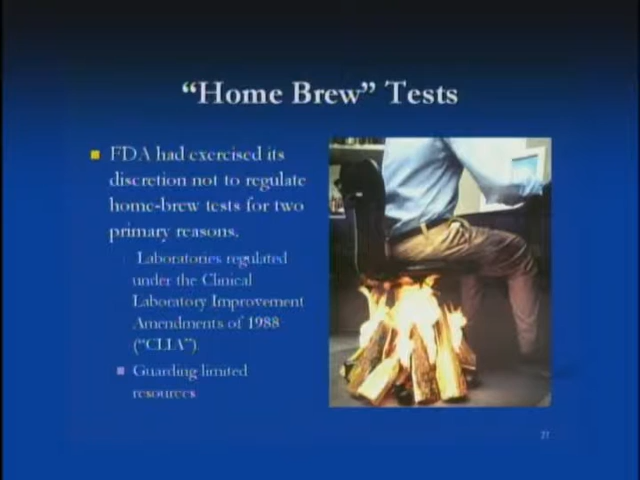 “Home Brew” Tests
FDA had exercised its
discretion not to regulate
home-brew tests for two
primary reasons.
Laboratories regulated
under the Clinical
Laboratory Improvement
Amendments of 1988
(“CLIA”).
Guarding limited
resources